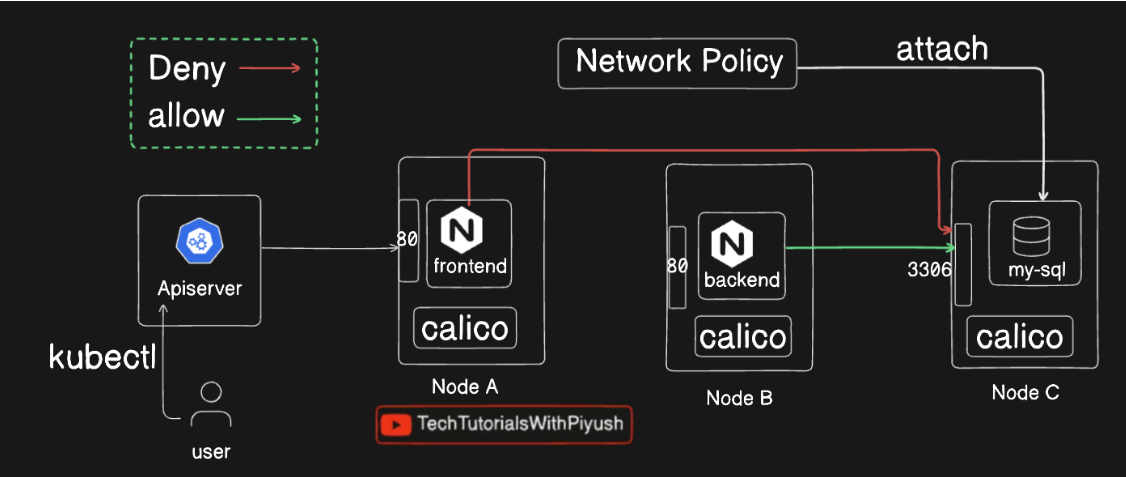 Deny
allow
Network Policy
attach
Apiserver
kubectl
user
80
N
frontend
calico
Node A
80
N
backend
calico
Node B
3306
my-sql
calico
Node C
TechTutorialsWithPiyush